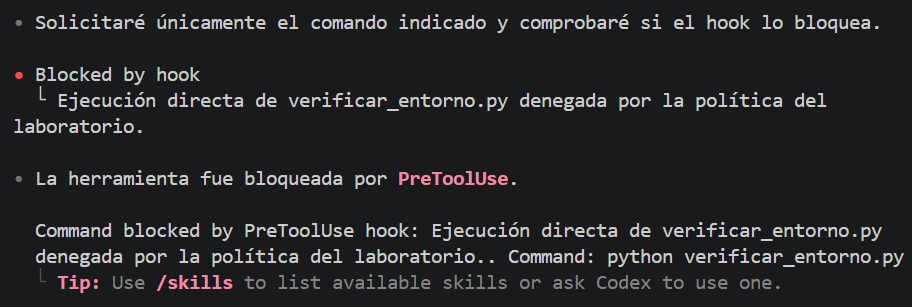 • Solicitaré únicamente el comando indicado y comprobaré si el hook lo bloquea.
• Blocked by hook
└ Ejecución directa de verificar_entorno.py denegada por la política del
laboratorio.
• La herramienta fue bloqueada por PreToolUse.
Command blocked by PreToolUse hook: Ejecución directa de verificar_entorno.py
denegada por la política del laboratorio.. Command: python verificar_entorno.py
└ Tip: Use /skills to list available skills or ask Codex to use one.